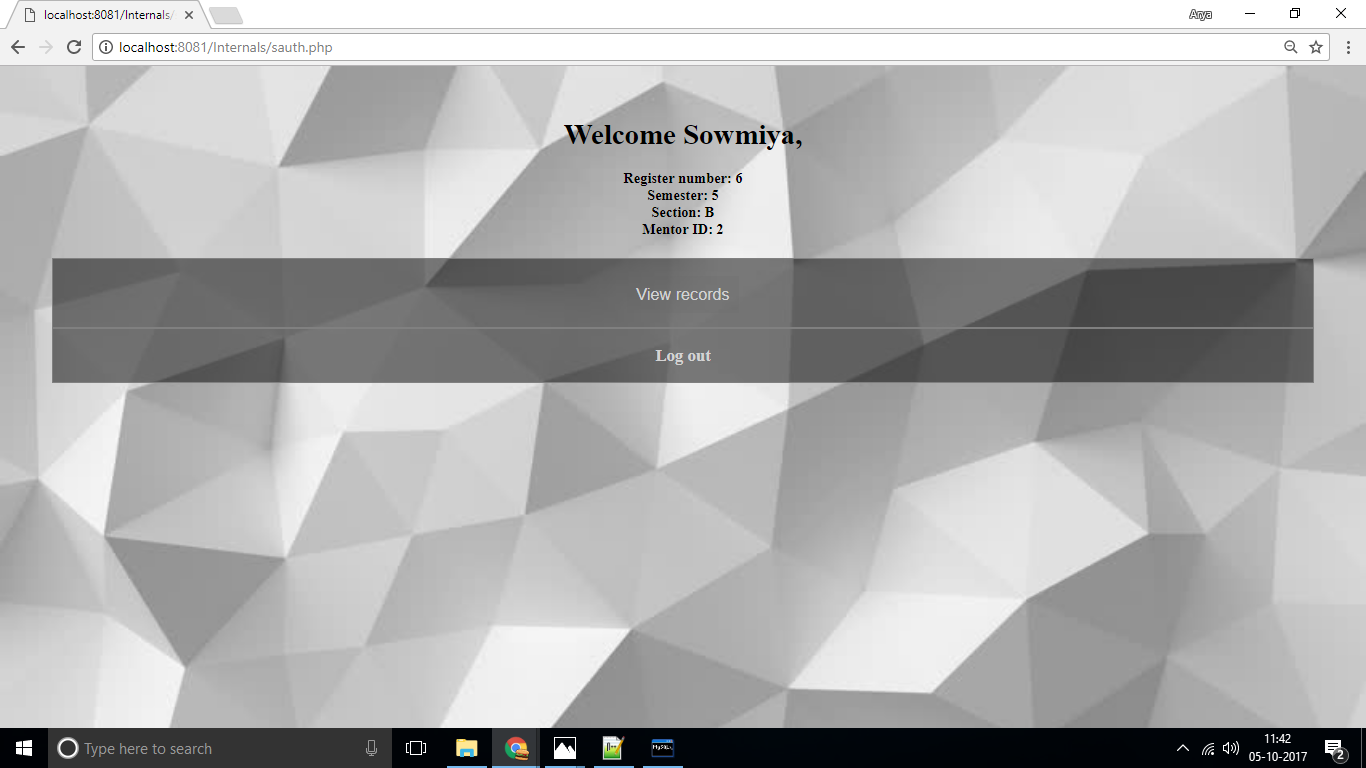 localhost:8081/Internals/
Arya
localhost:8081/Internals/sauth.php
Welcome Sowmiya,
Register number: 6
Semester: 5
Section: B
Mentor ID: 2
View records
Log out
Type here to search
11:42
05-10-2017
2